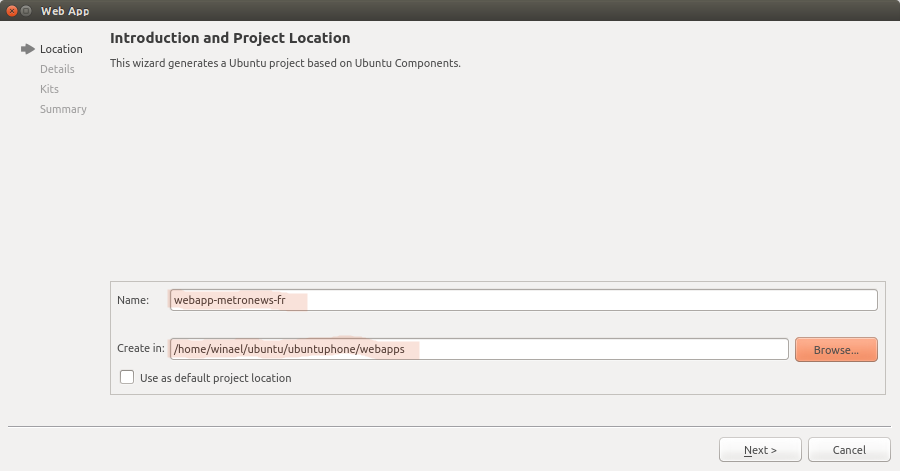 Web App
Location
Details
Kits
Summary
Introduction and Project Location
This wizard generates a Ubuntu project based on Ubuntu Components.
Name: webapp-metronews-fr
Create in: /home/winael/ubuntu/ubuntuphone/webapps Browse...
Use as default project location
Next > Cancel